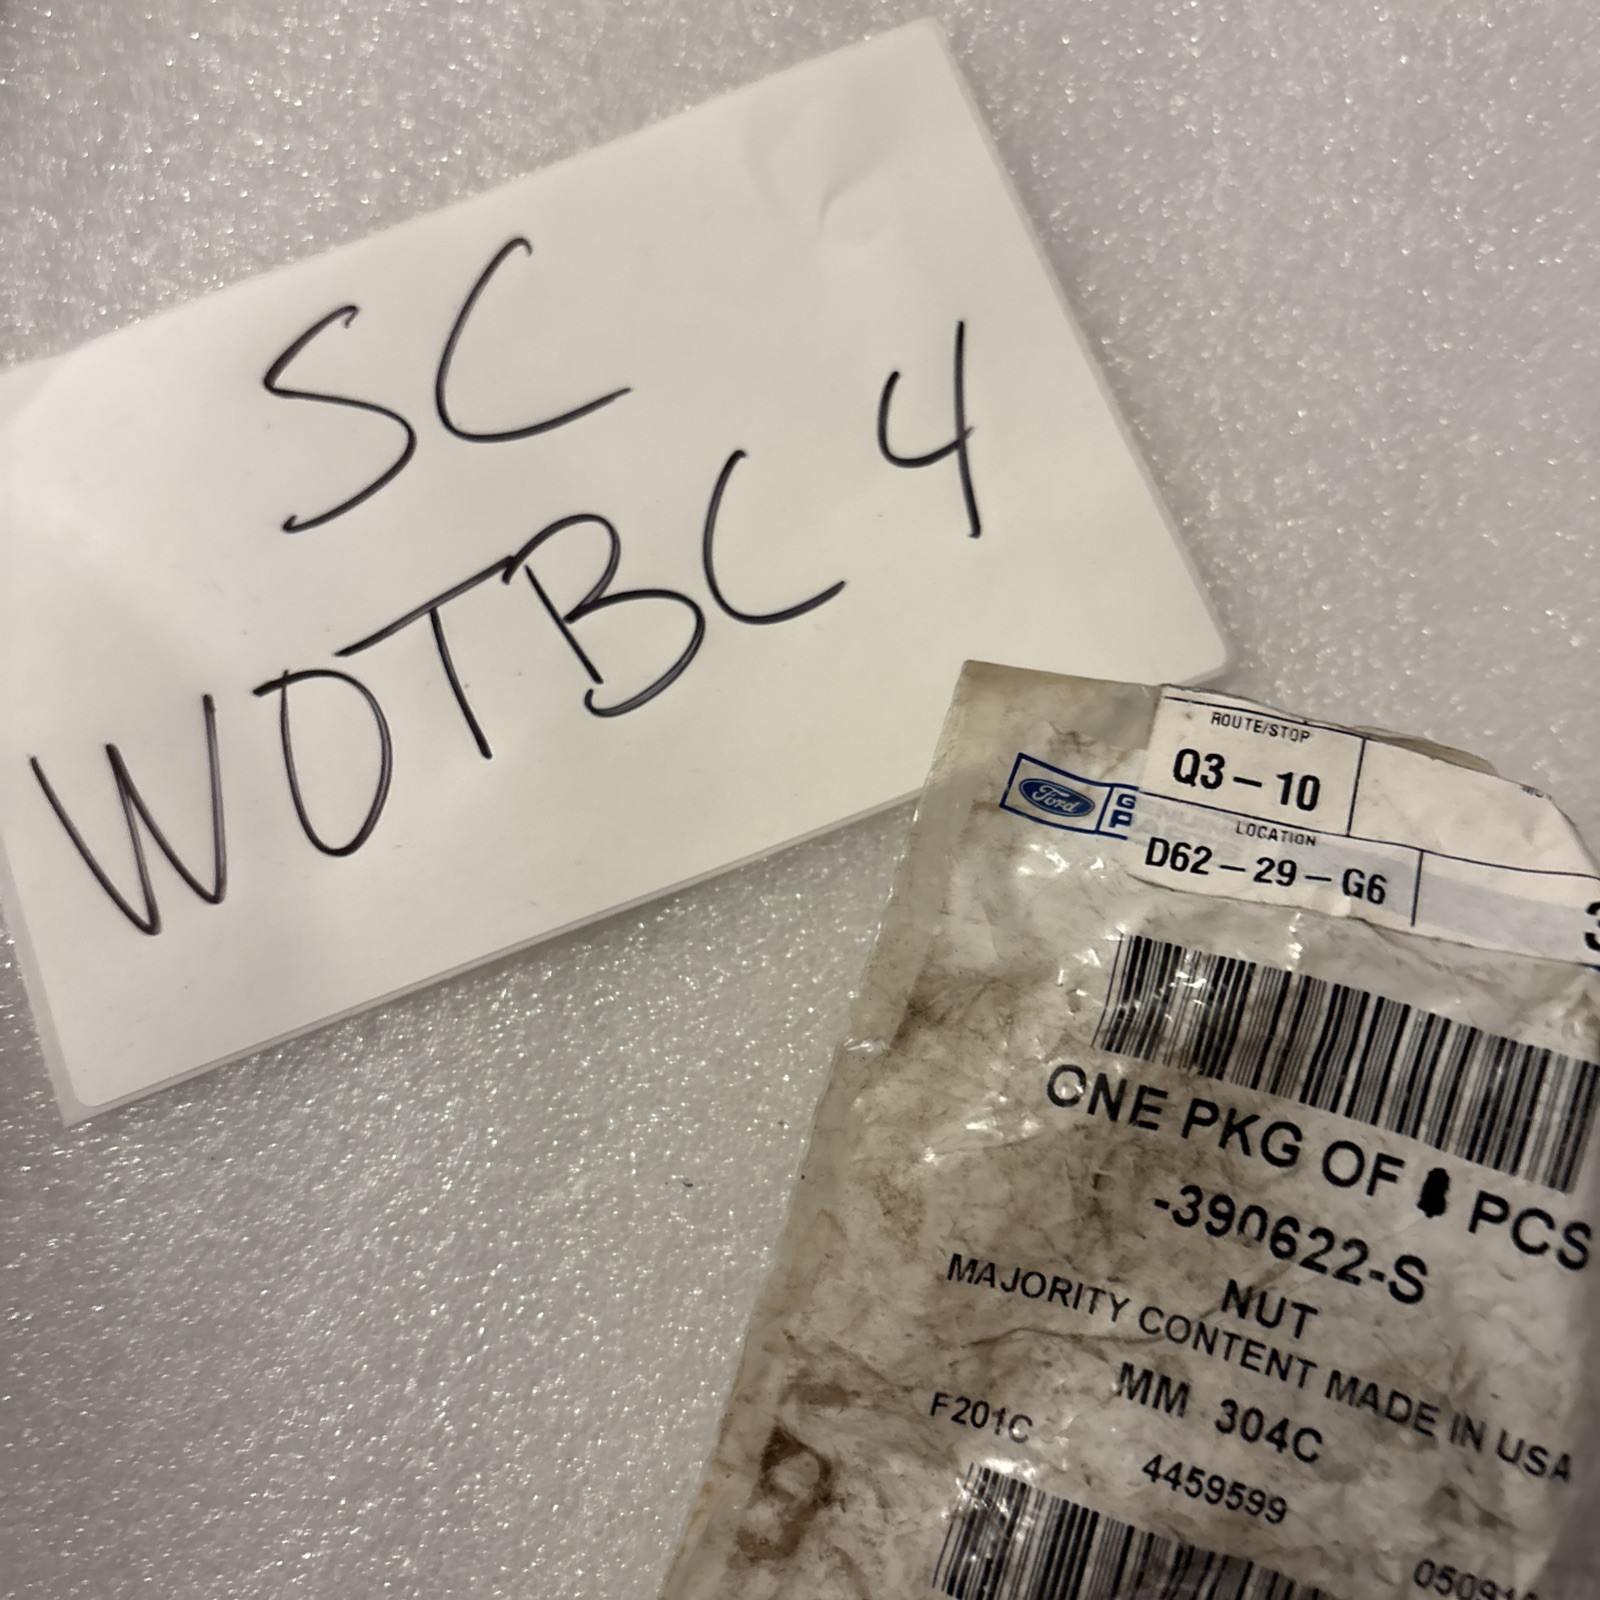 SC
WOTBC 4
ROUTE/STOP
Q3-10
Ford
LOCATION
D62-29-G6
ONE PKG OF PCS
-390622-S
NUT
MAJORITY CONTENT MADE IN USA
MM 304C
F201C
4459599